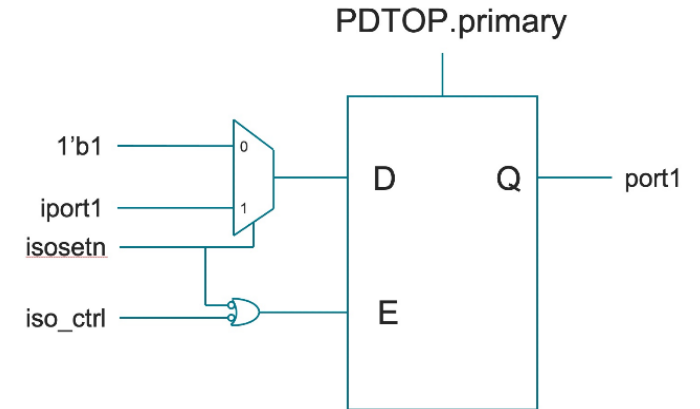 PDTOP.primary
1’b1
0
D
Q
port1
iport1
1
isosetn
iso_ctrl
E